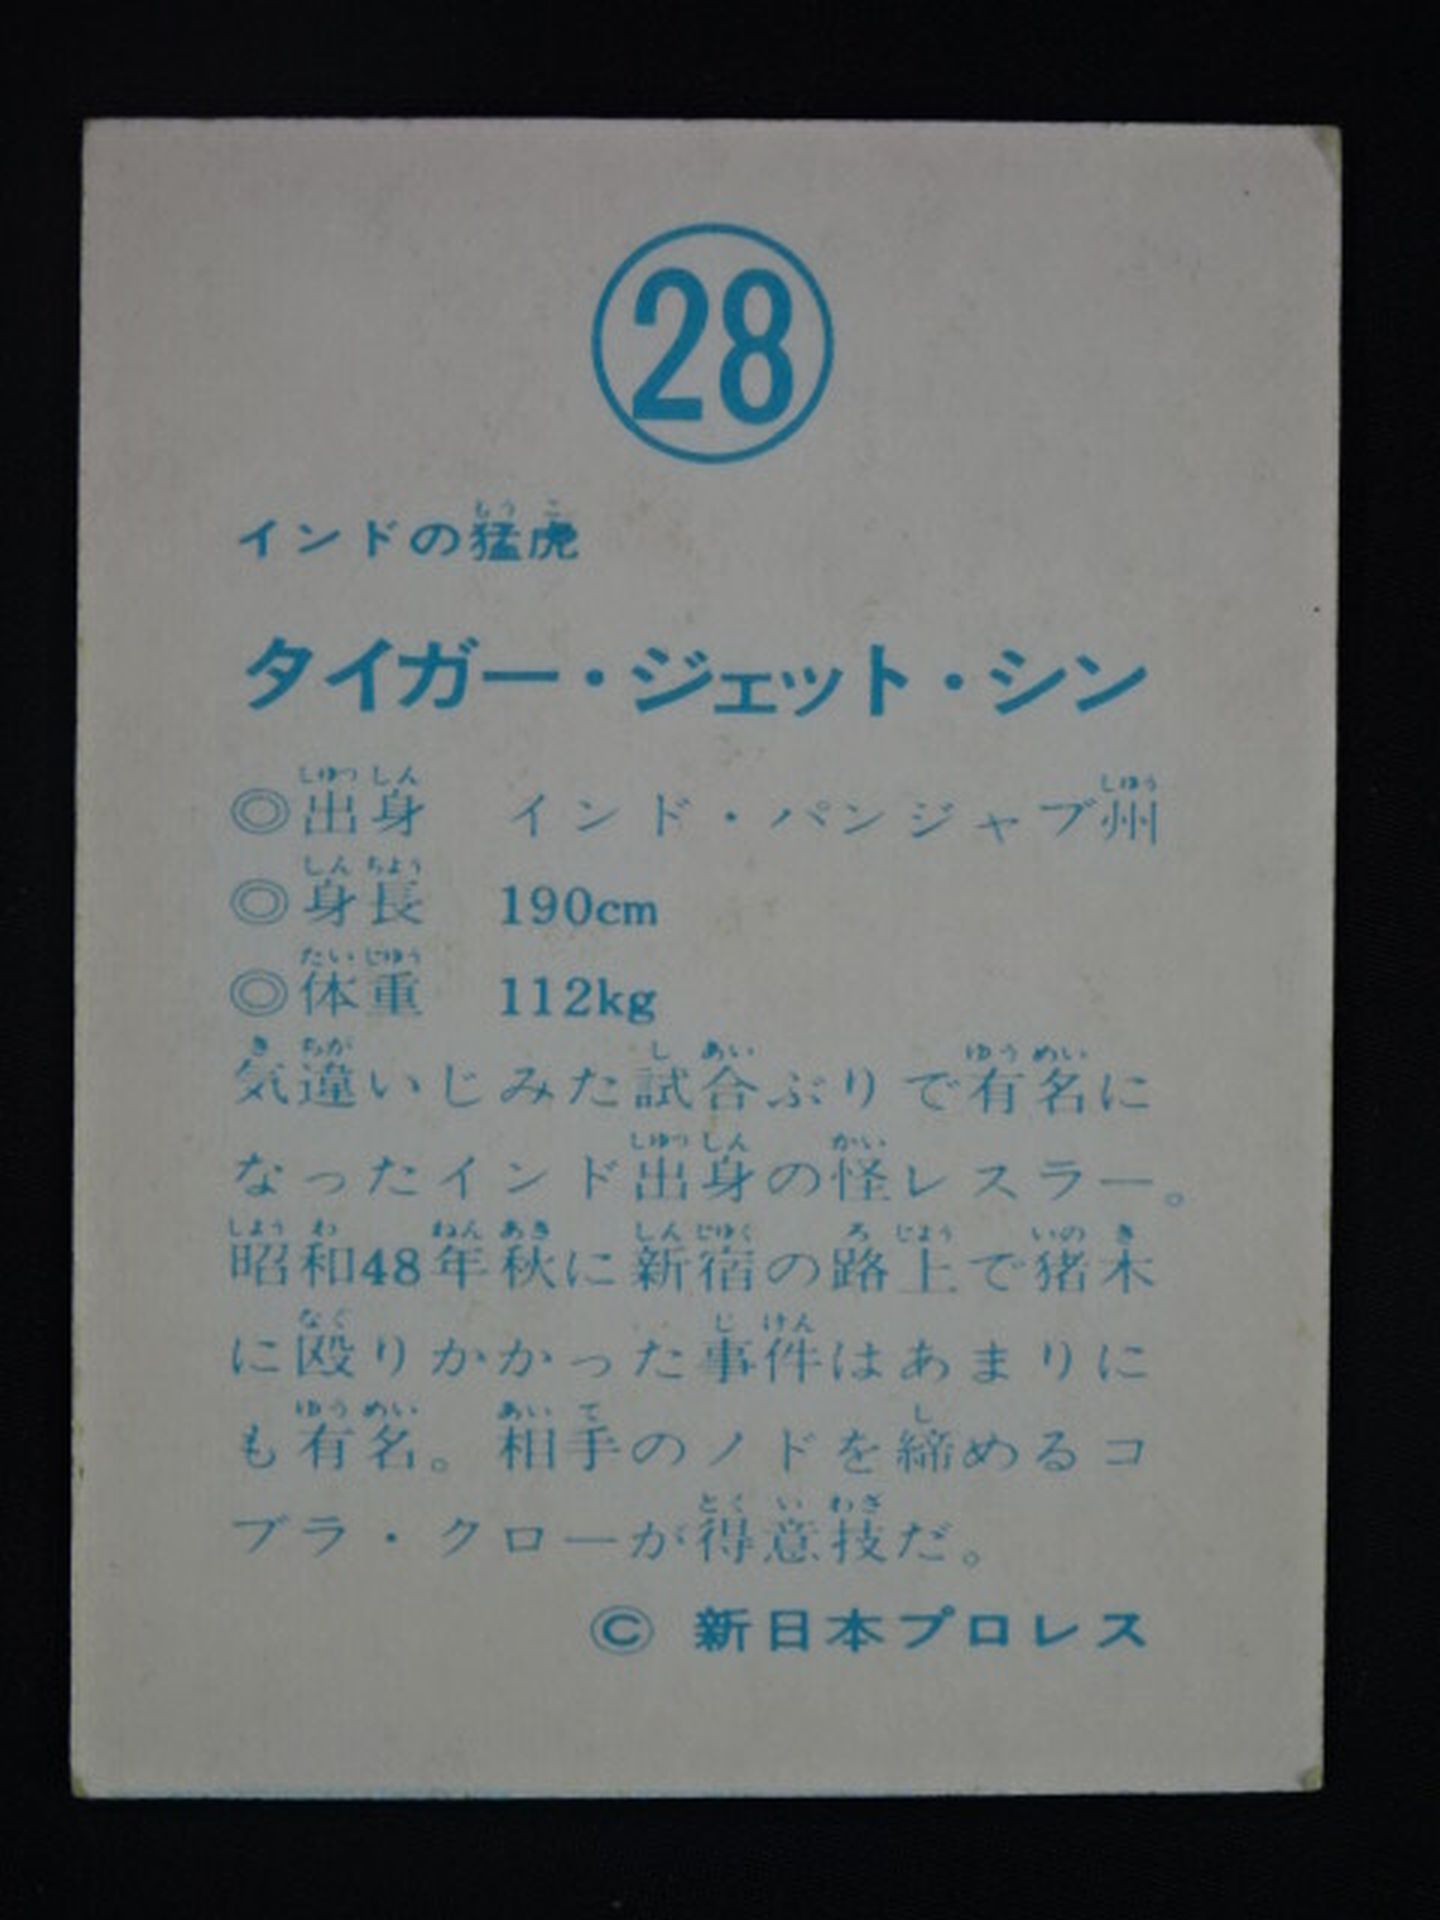 28
インドの猛虎
タイガー・ジェット・シン
◎出身 インド・パンジャブ州
◎身長 190cm
◎体重 112kg
気違いじみた試合ぶりで有名に
なったインド出身の怪レスラー。
昭和48年秋に新宿の路上で猪木
に殴りかかった事件はあまりに
も有名。相手のノドを締めるコ
ブラ・クローが得意技だ。
© 新日本プロレス